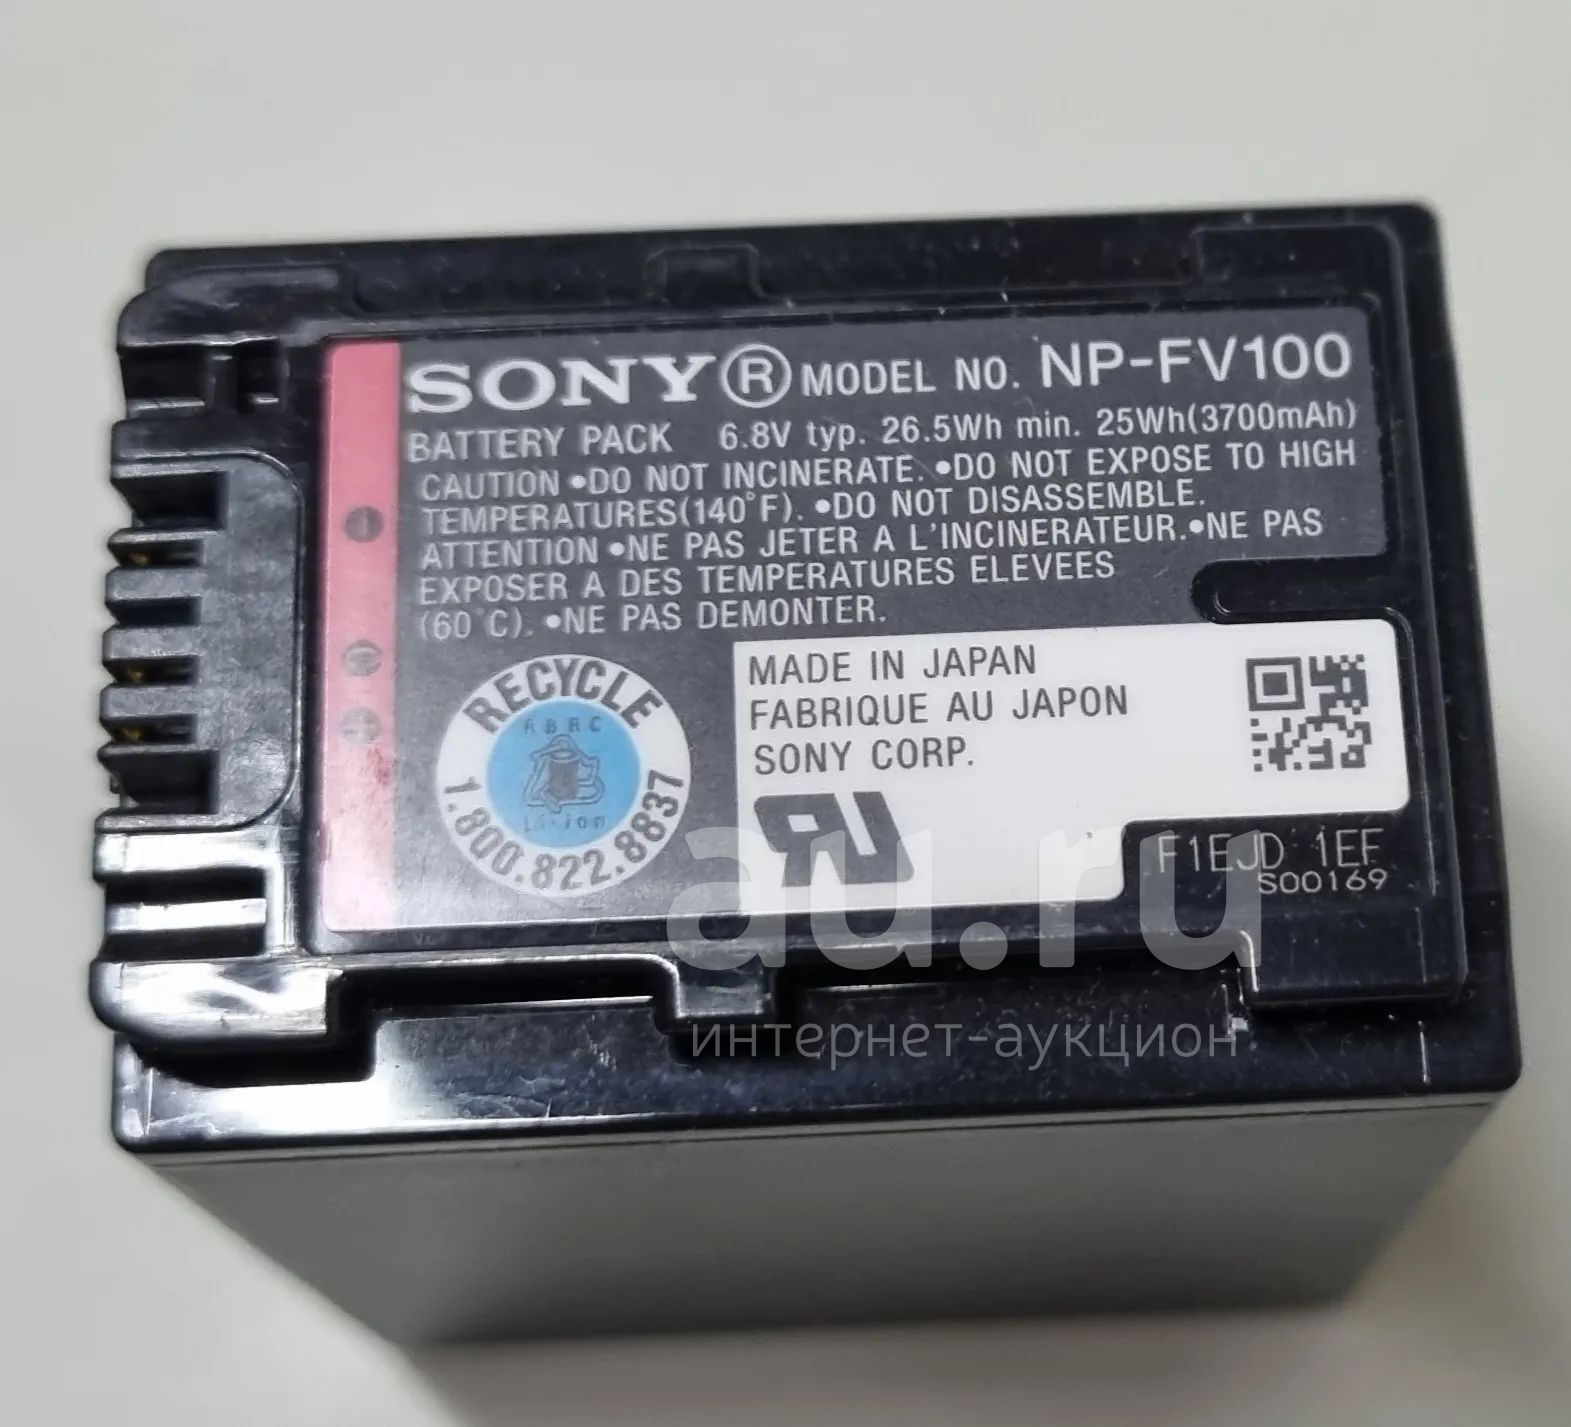 SONY® MODEL NO. NP-FV100
BATTERY PACK 6.8V typ. 26.5Wh min. 25Wh(3700mAh)
CAUTION •DO NOT INCINERATE. •DO NOT EXPOSE TO HIGH
TEMPERATURES(140°F). •DO NOT DISASSEMBLE.
ATTENTION •NE PAS JETER A L'INCINERATEUR.•NE PAS
EXPOSER A DES TEMPERATURES ELEVEES
(60°C). •NE PAS DEMONTER.
RECYCLE
RBRC
Li-ion
1.800.822.8837
MADE IN JAPAN
FABRIQUE AU JAPON
SONY CORP.
F1EJD 1EF
S00169
au.ru
интернет-аукцион